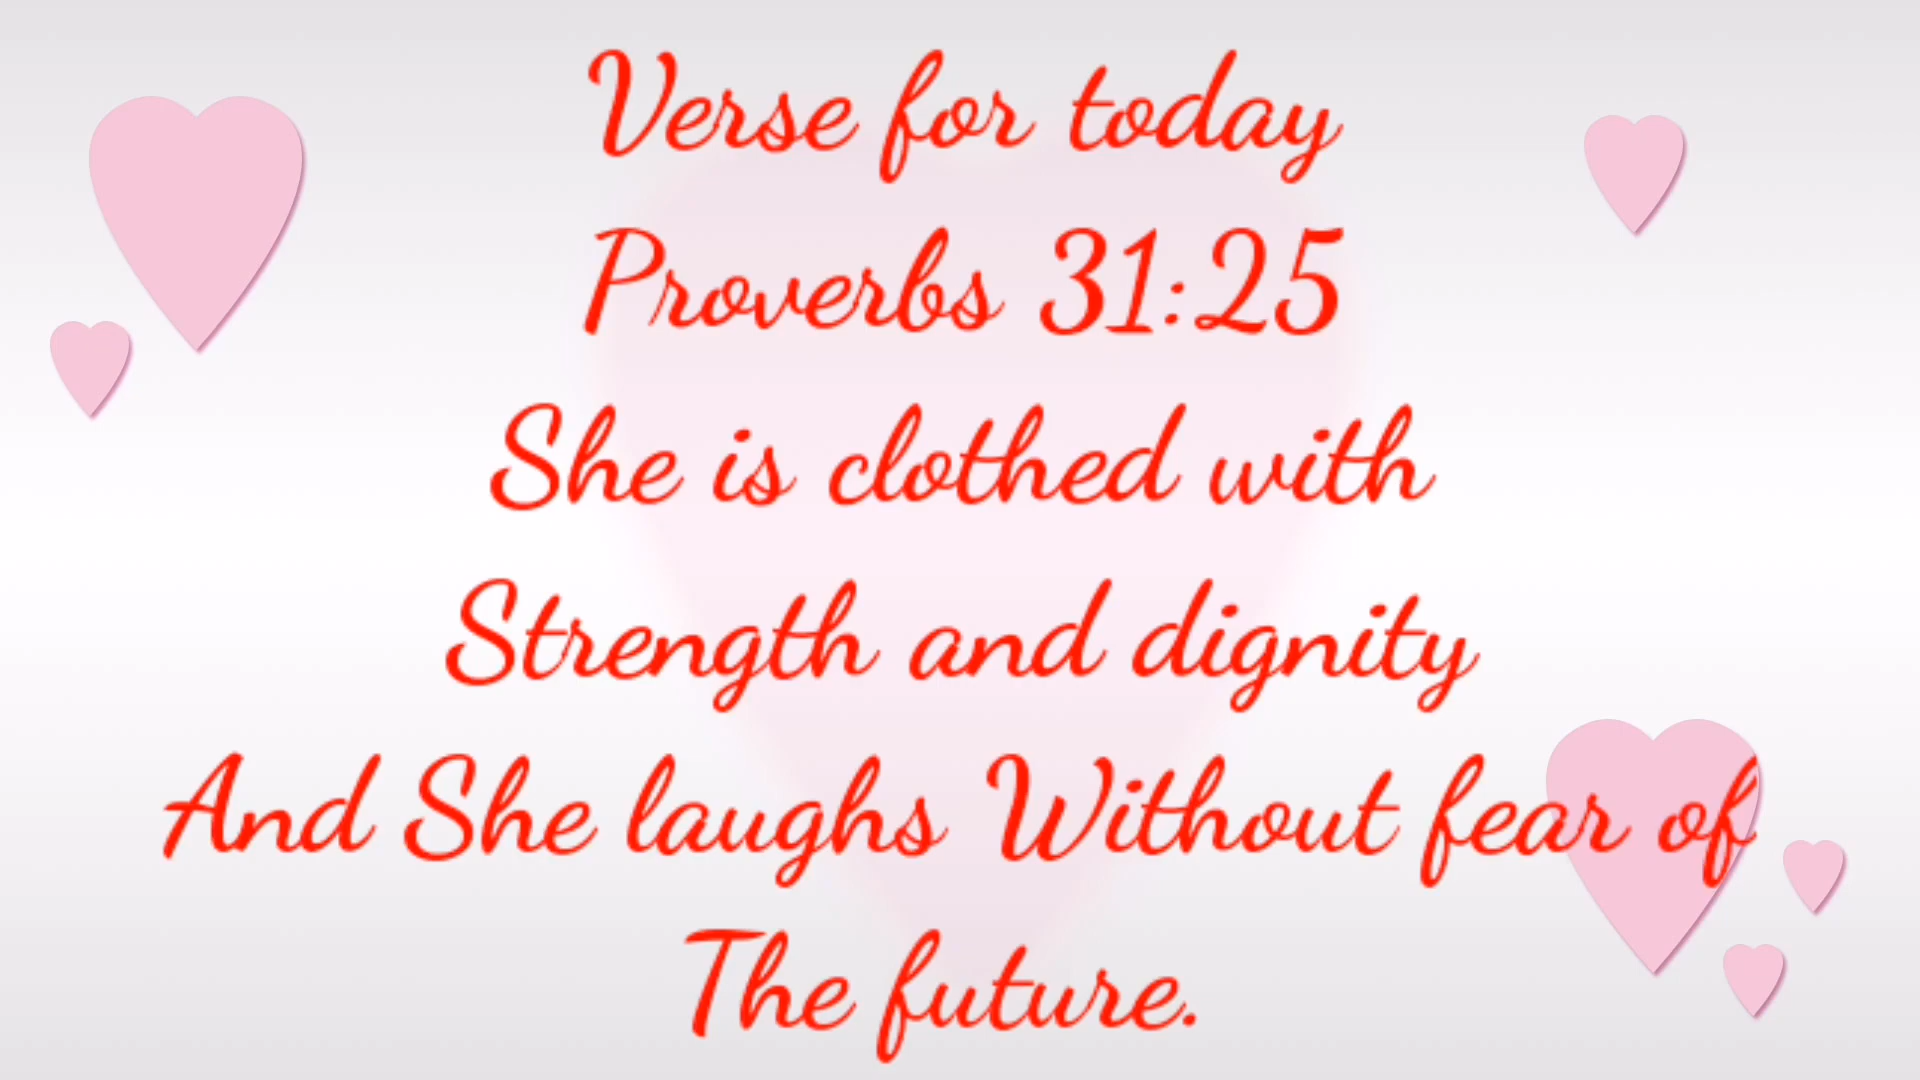 Verse for today
Proverbs 31:25
She is clothed with
Strength and dignity
And She laughs Without fear of
The future.